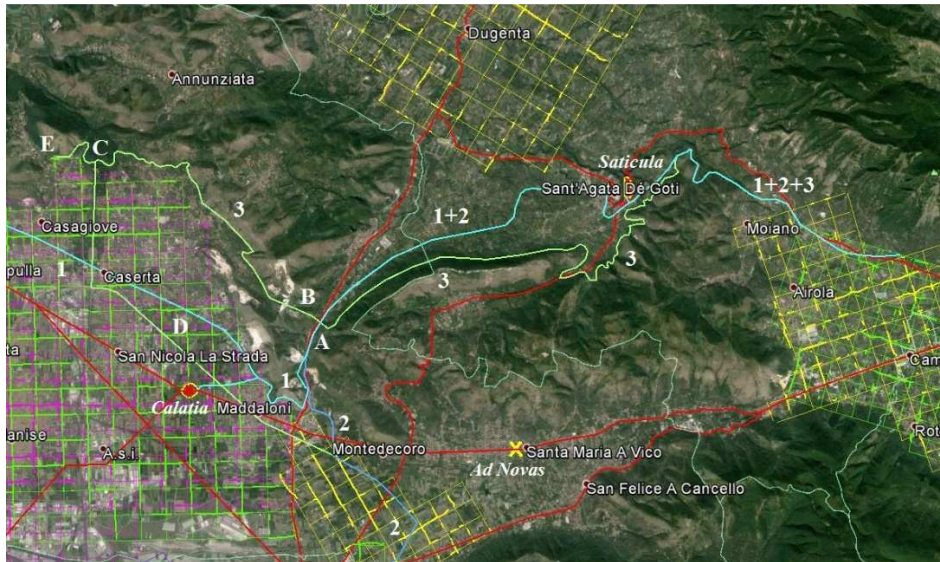 Dugenta
Annunziata
E
C
Saticula
Sant'Agata Dé Goti
1+2+3
3
1+2
Casagiove
Moiano
3
1
pulla
Caserta
3
B
Airola
D
A
ta
San Nicola La Strada
Cam
1
Calatia
Maddaloni
2
anise
Montedecoro
Rot
A.s.i.
Ad Novas
Santa Maria A Vico
San Felice A Cancello
2